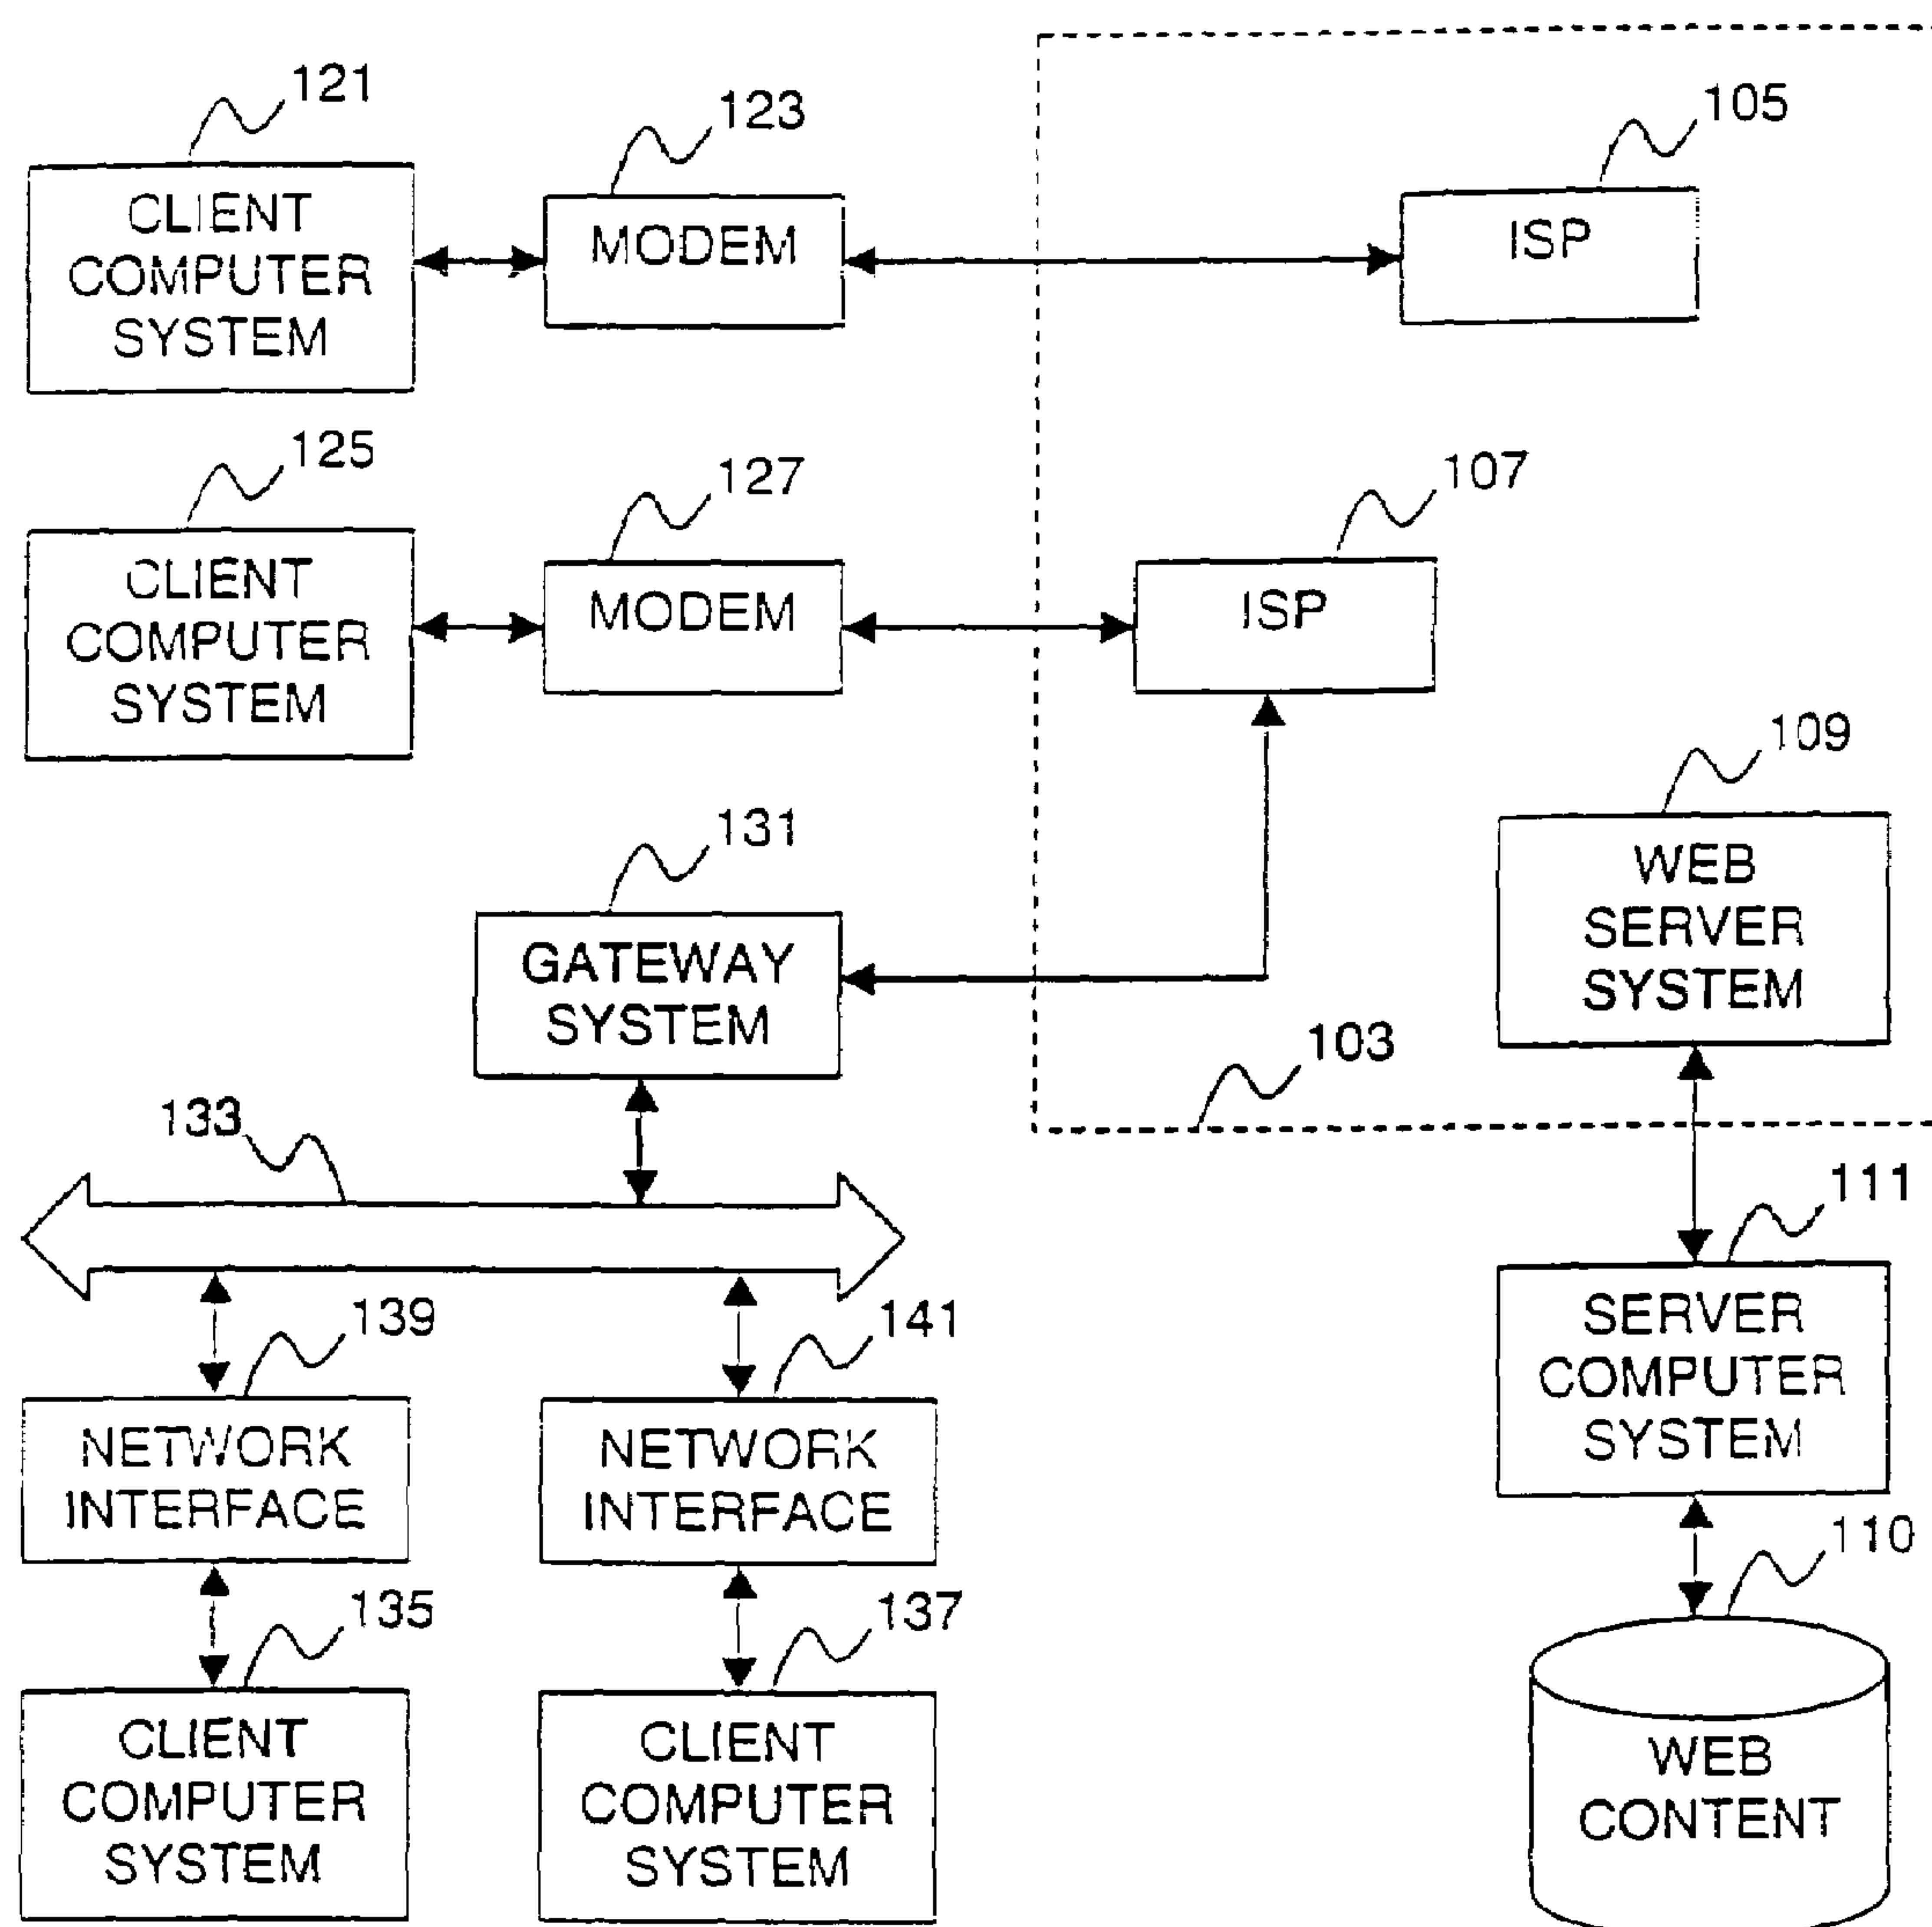 121
CLIENT
COMPUTER
SYSTEM
123
MODEM
105
ISP
125
CLIENT
COMPUTER
SYSTEM
127
MODEM
107
ISP
109
WEB
SERVER
SYSTEM
131
GATEWAY
SYSTEM
103
133
111
SERVER
COMPUTER
SYSTEM
139
NETWORK
INTERFACE
141
NETWORK
INTERFACE
110
WEB
CONTENT
135
CLIENT
COMPUTER
SYSTEM
137
CLIENT
COMPUTER
SYSTEM